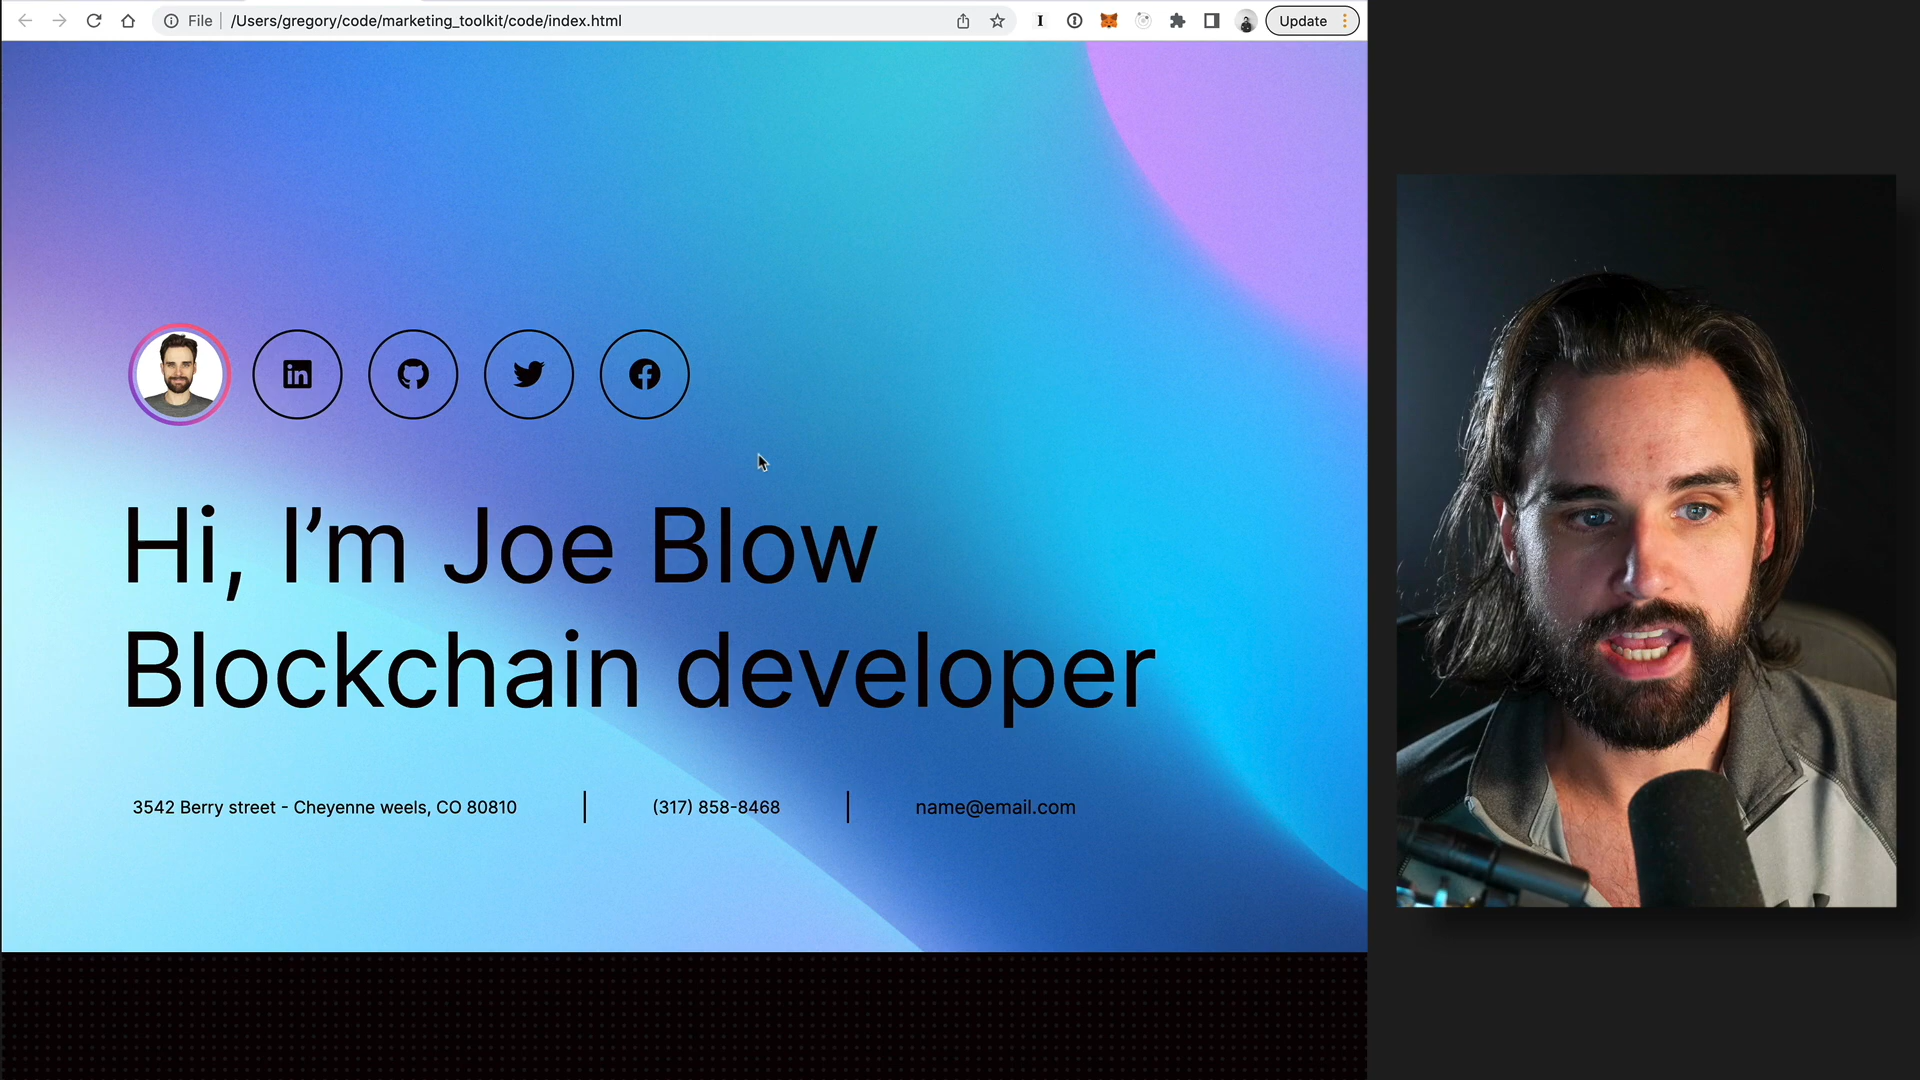 File
/Users/gregory/code/marketing_toolkit/code/index.html
Update
in
Hi, I’m Joe Blow
Blockchain developer
3542 Berry street - Cheyenne weels, CO 80810
(317) 858-8468
name@email.com